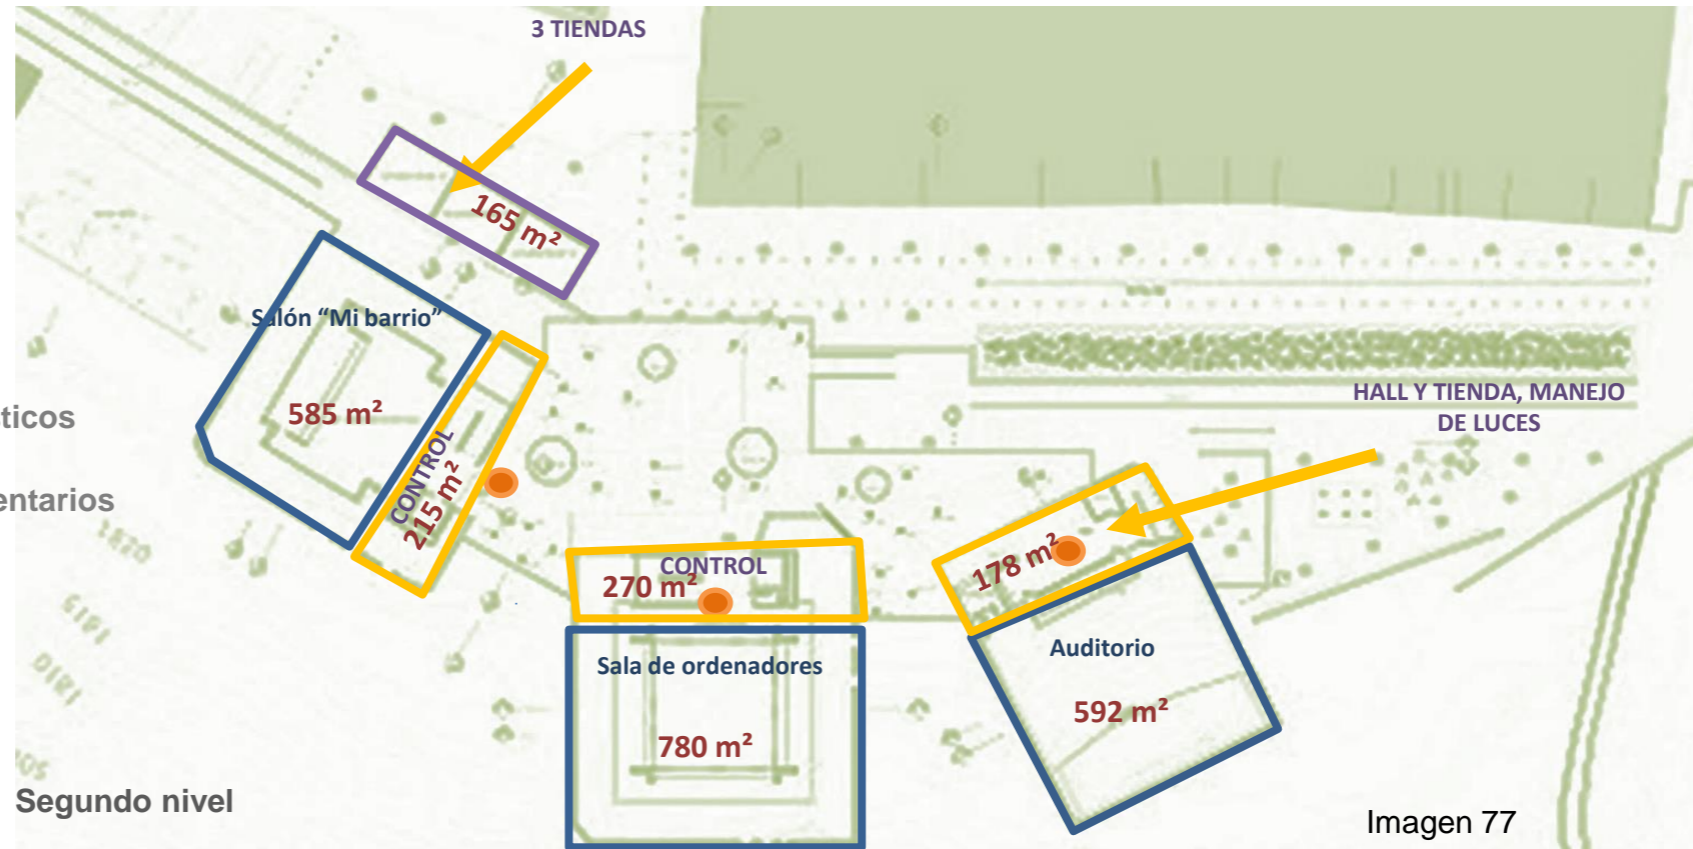 3 TIENDAS
165 m²
Salón “Mi barrio”
585 m²
CONTROL
215 m²
HALL Y TIENDA, MANEJO
DE LUCES
ticos
entarios
CONTROL
270 m²
178 m²
Sala de ordenadores
780 m²
Auditorio
592 m²
Segundo nivel
Imagen 77